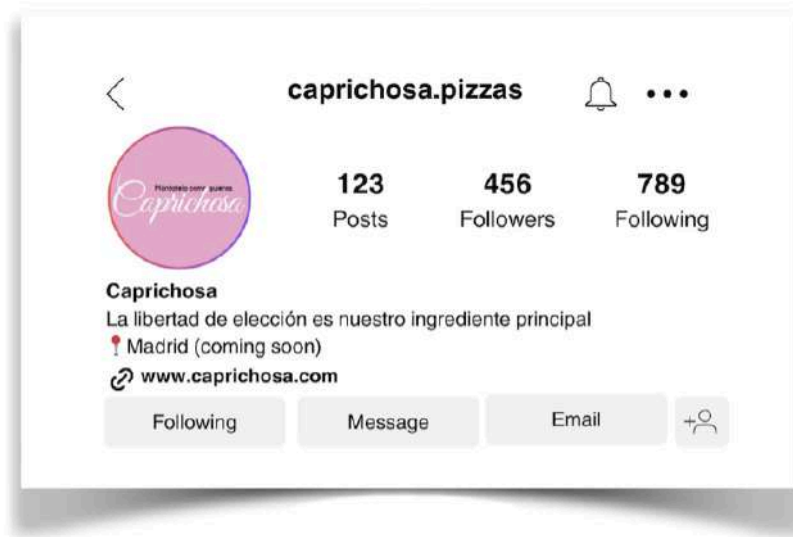 caprichosa.pizzas
Caprichosa
123 456 789
Posts Followers Following
Caprichosa
La libertad de elección es nuestro ingrediente principal
Madrid (coming soon)
www.caprichosa.com
Following Message Email